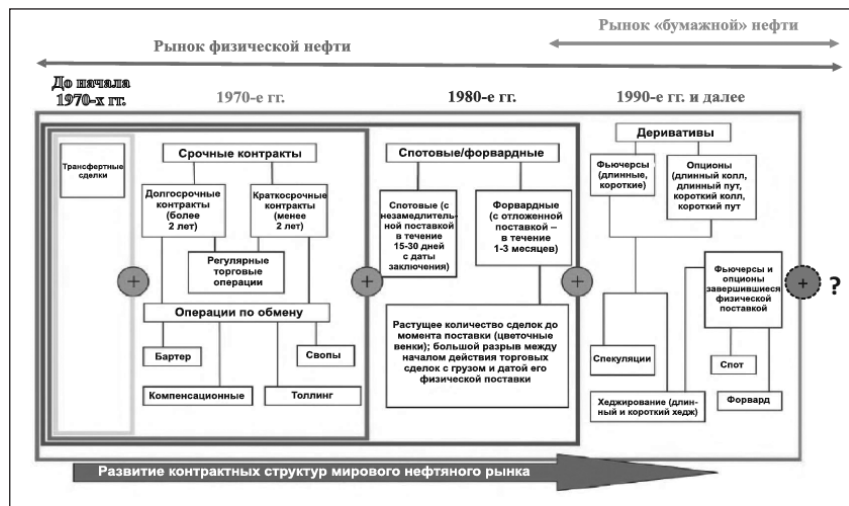 Рынок «бумажной» нефти
Рынок физической нефти
До начала
1970-х гг.
1970-е гг.
1980-е гг.
1990-е гг. и далее
Трансфертные
сделки
Срочные контракты
Долгосрочные
контракты
(более
2 лет)
Краткосрочные
контракты
(менее
2 лет)
Регулярные
торговые
операции
Операции по обмену
Бартер
Свопы
Компенсационные
Толлинг
Спотовые/форвардные
Спотовые (с
незамедлитель-
ной поставкой
в течение
15-30 дней
с даты
заключения)
Форвардные
(с отложенной
поставкой –
в течение
1-3 месяцев)
Растущее количество сделок до
момента поставки (цветочные
венки); большой разрыв между
началом действия торговых
сделок с грузом и датой его
физической поставки
Деривативы
Фьючерсы
(длинные,
короткие)
Опционы
(длинный колл,
длинный пут,
короткий колл,
короткий пут
Фьючерсы и
опционы
завершившиеся
физической
поставкой
Спекуляции
Спот
Хеджирование (длин-
ный и короткий хедж)
Форвард
+
+
+
+
?
Развитие контрактных структур мирового нефтяного рынка